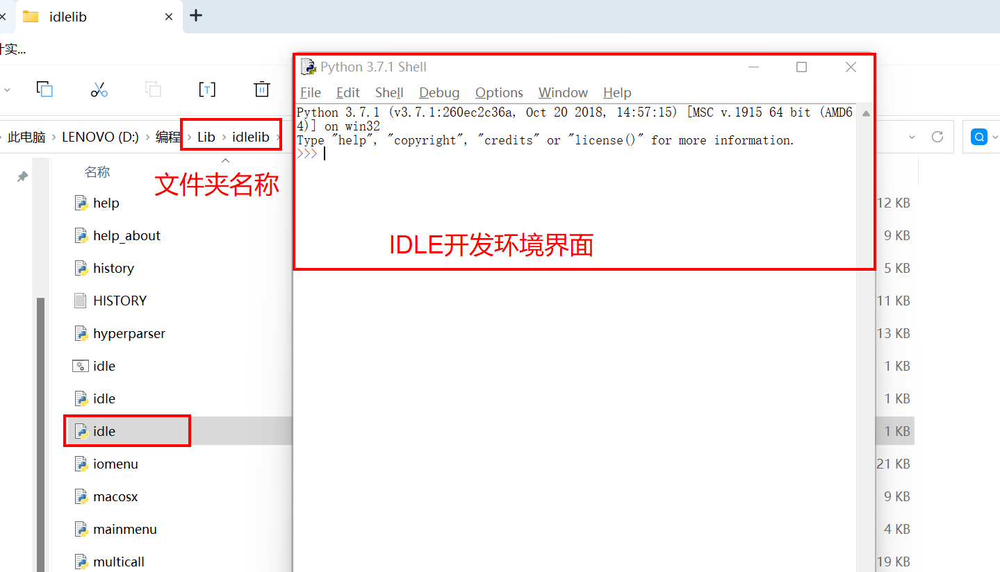 idlelib
计实...
Python 3.7.1 Shell
File Edit Shell Debug Options Window Help
Python 3.7.1 (v3.7.1:260ec2c36a, Oct 20 2018, 14:57:15) [MSC v.1915 64 bit (AMD6
4)] on win32
Type "help", "copyright", "credits" or "license()" for more information.
>>>
此电脑 > LENOVO (D:) > 编程 > Lib > idlelib >
名称
文件夹名称
IDLE开发环境界面
help 12 KB
help_about 9 KB
history 5 KB
HISTORY 11 KB
hyperparser 13 KB
idle 1 KB
idle 1 KB
idle 1 KB
iomenu 21 KB
macosx 9 KB
mainmenu 4 KB
multicall 19 KB